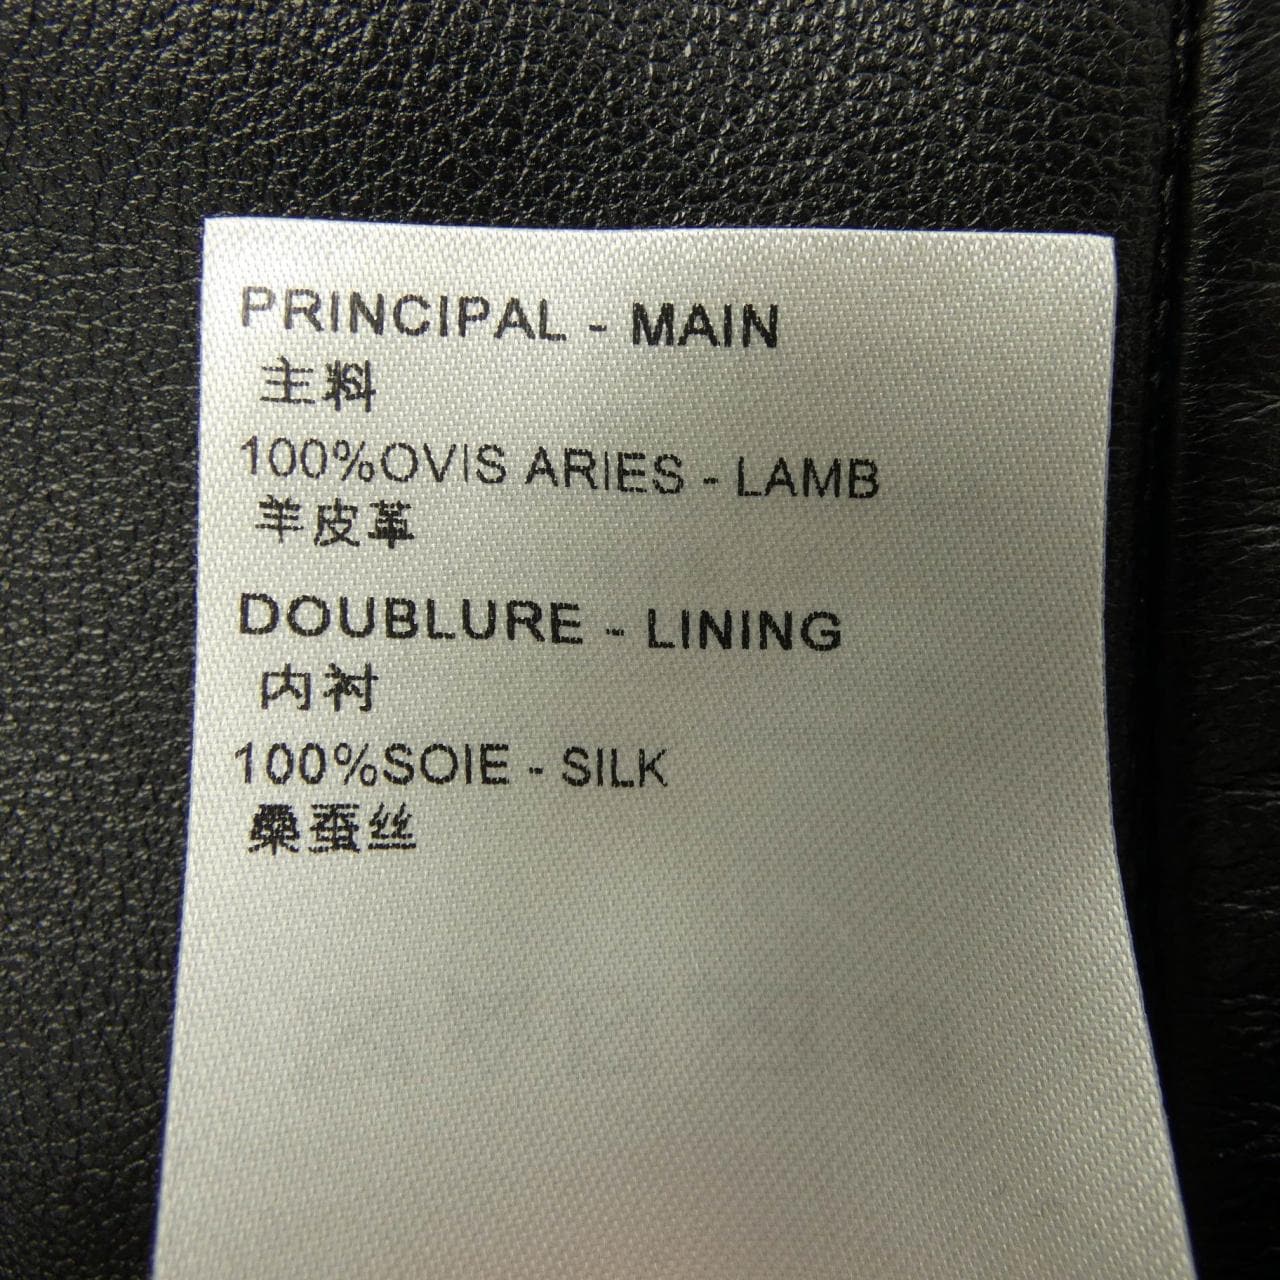 PRINCIPAL - MAIN
主料
100%OVIS ARIES - LAMB
羊皮革
DOUBLURE - LINING
内衬
100%SOIE - SILK
桑蚕丝